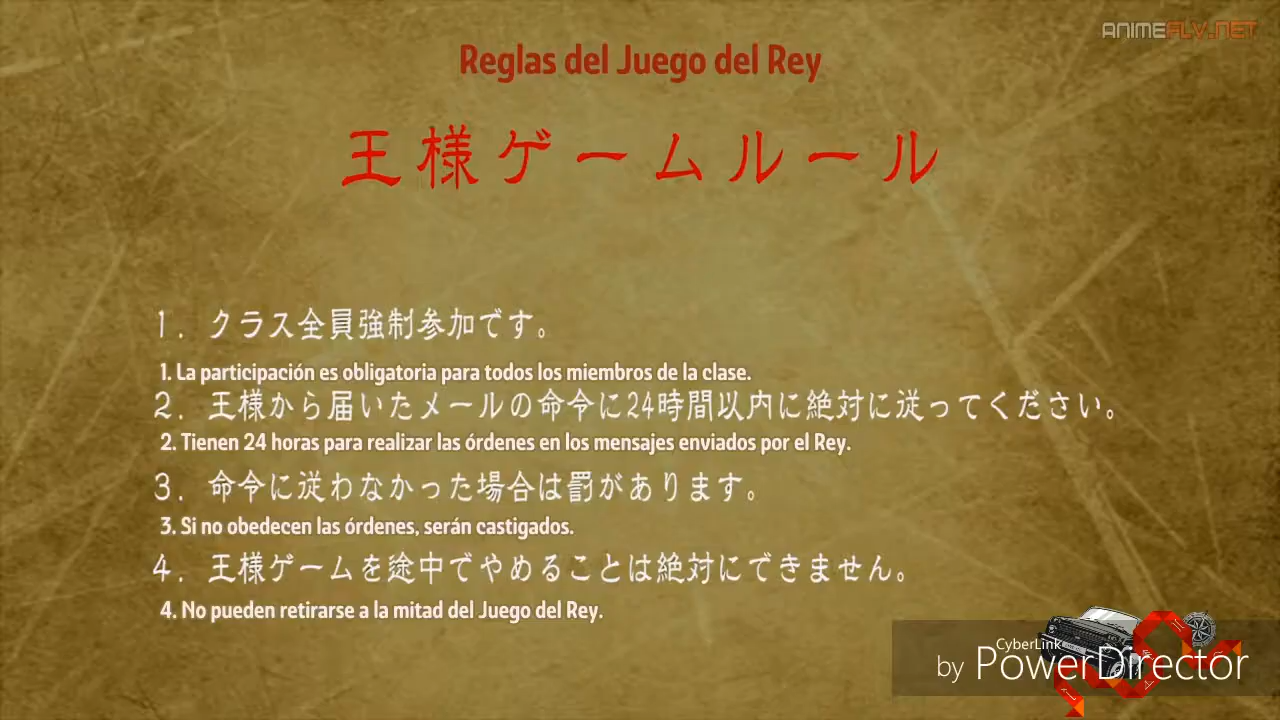 ANIMEFLV.NET
Reglas del Juego del Rey
王様ゲームルール
1. クラス全員強制参加です。
1. La participación es obligatoria para todos los miembros de la clase.
2. 王様から届いたメールの命令に24時間以内に絶対に従ってください。
2. Tienen 24 horas para realizar las órdenes en los mensajes enviados por el Rey.
3. 命令に従わなかった場合は罰があります。
3. Si no obedecen las órdenes, serán castigados.
4. 王様ゲームを途中でやめることは絶対にできません。
4. No pueden retirarse a la mitad del Juego del Rey.
CyberLink
by PowerDirector